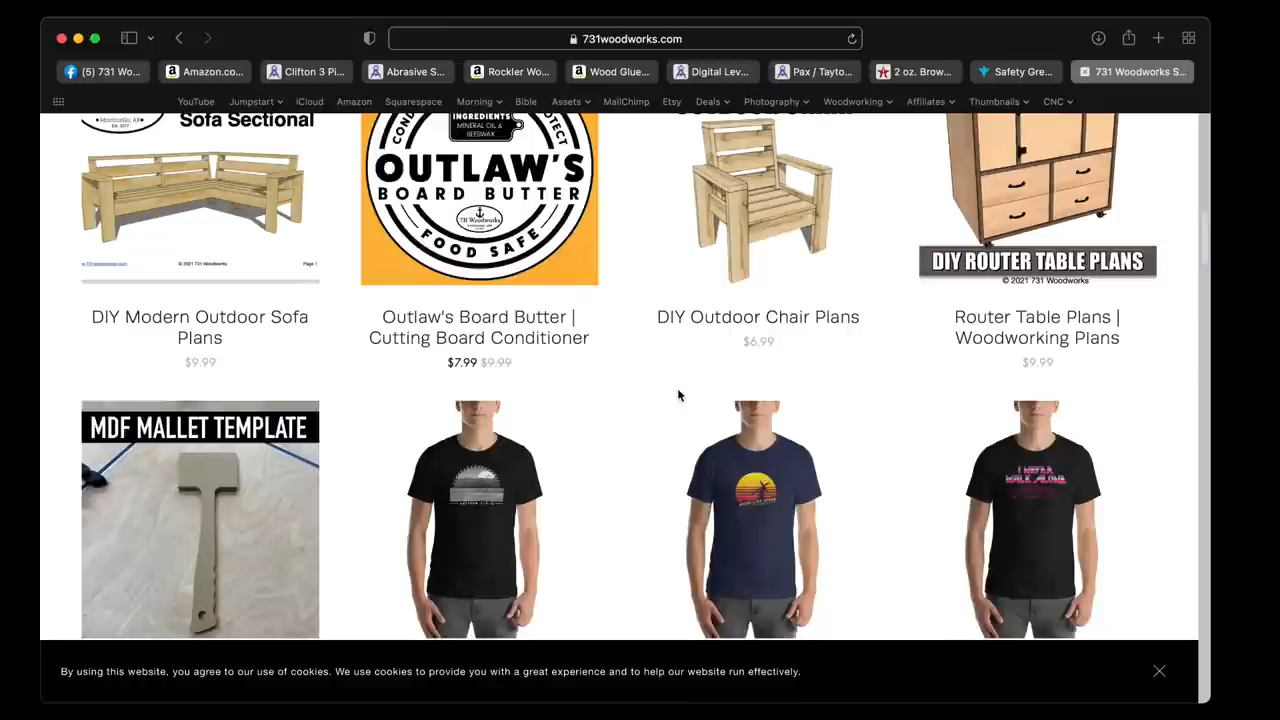 731woodworks.com
(5) 731 Wo...
Amazon.co...
Clifton 3 Pi...
Abrasive S...
Rockler Wo...
Wood Glue...
Digital Lev...
Pax / Tayto...
2 oz. Brow...
Safety Gre...
731 Woodworks S...
YouTube
Jumpstart
iCloud
Amazon
Squarespace
Morning
Bible
Assets
MailChimp
Etsy
Deals
Photography
Woodworking
Affiliates
Thumbnails
CNC
Sofa Sectional
© 2021 731 Woodworks
Page 1
INGREDIENTS
MINERAL OIL &
BEESWAX
OUTLAW'S
BOARD BUTTER
731 Woodworks
FOOD SAFE
DIY ROUTER TABLE PLANS
© 2021 731 Woodworks
DIY Modern Outdoor Sofa
Plans
$9.99
Outlaw's Board Butter |
Cutting Board Conditioner
$7.99 $9.99
DIY Outdoor Chair Plans
$6.99
Router Table Plans |
Woodworking Plans
$9.99
MDF MALLET TEMPLATE
I NEVER
WALK ALONE
By using this website, you agree to our use of cookies. We use cookies to provide you with a great experience and to help our website run effectively.